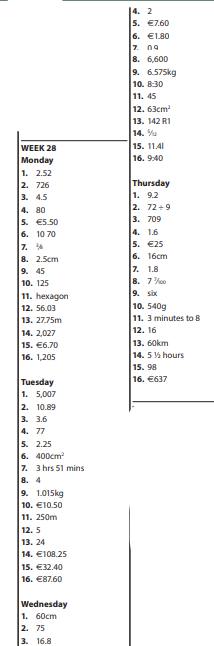 WEEK 28
Monday
1. 2.52
2. 726
3. 4.5
4. 80
5. €5.50
6. 10 70
7.
8. 2.5cm
9. 45
10. 125
11. hexagon
12. 56.03
13. 27.75m
14. 2,027
15. €6.70
16. 1,205
Tuesday
1. 5,007
2. 10.89
3. 3.6
4. 77
5. 2.25
6. 400cm²
7. 3 hrs 51 mins
8. 4
9. 1.015kg
10. €10.50
11. 250m
12. 5
13. 24
14. €108.25
15. €32.40
16. €87.60
Wednesday
1. 60cm
2. 75
3. 16.8
4. 2
5. €7.60
6. €1.80
7. 0.9
8. 6,600
9. 6.575kg
10. 8:30
11. 45
12. 63cm²
13. 142 R1
14. 5/12
15. 11.4l
16. 9:40
Thursday
1. 9.2
2. 72 ÷ 9
3. 709
4. 1.6
5. €25
6. 16cm
7. 1.8
8. 7 7/100
9. six
10. 540g
11. 3 minutes to 8
12. 16
13. 60km
14. 5 ½ hours
15. 98
16. €637